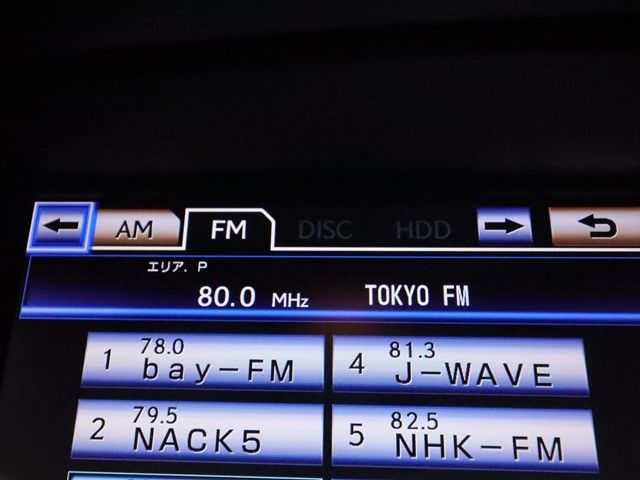 AM FM DISC HDD
エリア. P
80.0 MHz TOKYO FM
1 78.0 bay-FM
4 81.3 J-WAVE
2 79.5 NACK5
5 82.5 NHK-FM